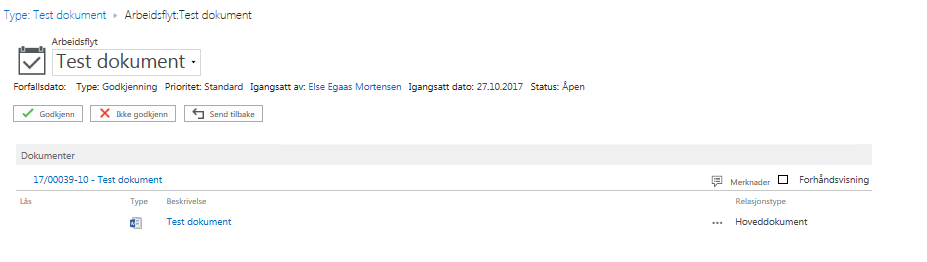 Type: Test dokument ▸ Arbeidsflyt:Test dokument
Arbeidsflyt
Test dokument
Forfallsdato: Type: Godkjenning Prioritet: Standard Igangsatt av: Else Egaas Mortensen Igangsatt dato: 27.10.2017 Status: Åpen
Godkjenn Ikke godkjenn Send tilbake
Dokumenter
17/00039-10 - Test dokument Merknader Forhåndsvisning
Lås Type Beskrivelse Relasjonstype
Test dokument ... Hoveddokument